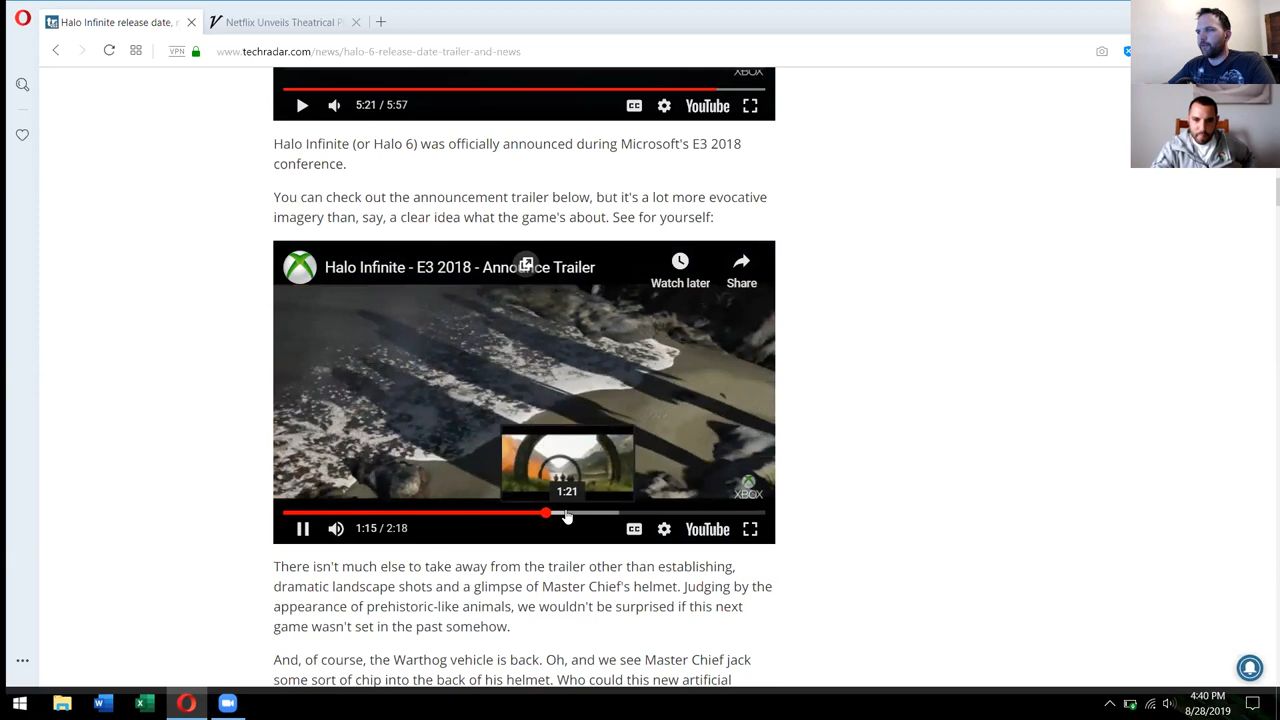 Halo Infinite release date, n
Netflix Unveils Theatrical Pl
VPN
www.techradar.com/news/halo-6-release-date-trailer-and-news
XBOX
5:21 / 5:57
CC
YouTube
Halo Infinite (or Halo 6) was officially announced during Microsoft's E3 2018
conference.
You can check out the announcement trailer below, but it's a lot more evocative
imagery than, say, a clear idea what the game's about. See for yourself:
Halo Infinite - E3 2018 - Announce Trailer
Watch later
Share
1:21
XBOX
1:15 / 2:18
CC
YouTube
There isn't much else to take away from the trailer other than establishing,
dramatic landscape shots and a glimpse of Master Chief's helmet. Judging by the
appearance of prehistoric-like animals, we wouldn't be surprised if this next
game wasn't set in the past somehow.
And, of course, the Warthog vehicle is back. Oh, and we see Master Chief jack
some sort of chip into the back of his helmet. Who could this new artificial
4:40 PM
8/28/2019